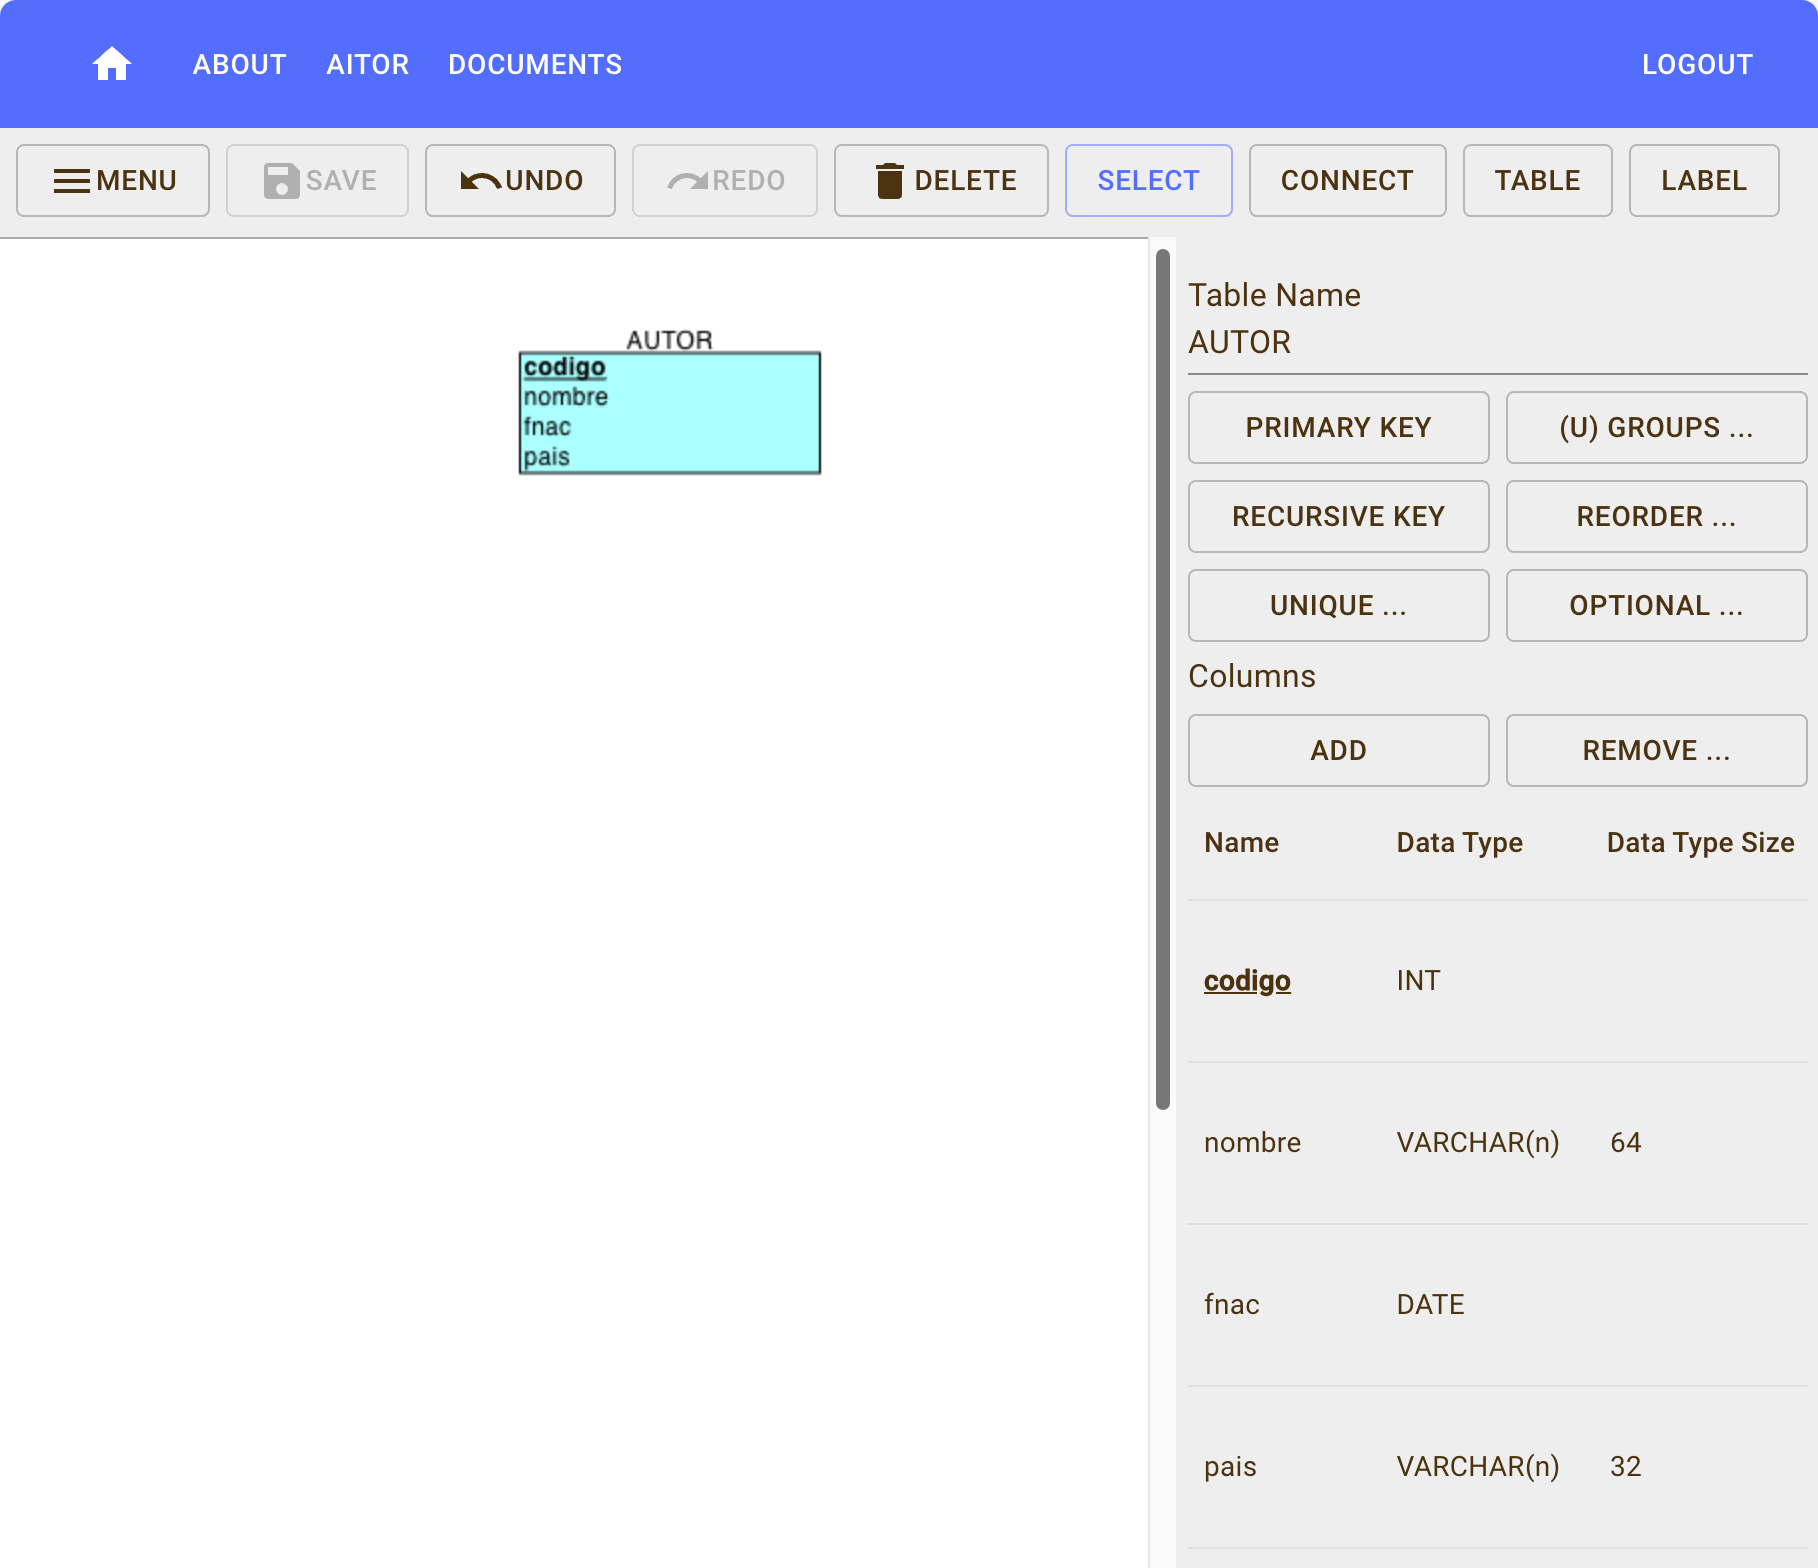 ABOUT AITOR DOCUMENTS LOGOUT
MENU SAVE UNDO REDO DELETE SELECT CONNECT TABLE LABEL
AUTOR
codigo
nombre
fnac
pais
Table Name
AUTOR
PRIMARY KEY (U) GROUPS ...
RECURSIVE KEY REORDER ...
UNIQUE ... OPTIONAL ...
Columns
ADD REMOVE ...
Name Data Type Data Type Size
codigo INT
nombre VARCHAR(n) 64
fnac DATE
pais VARCHAR(n) 32